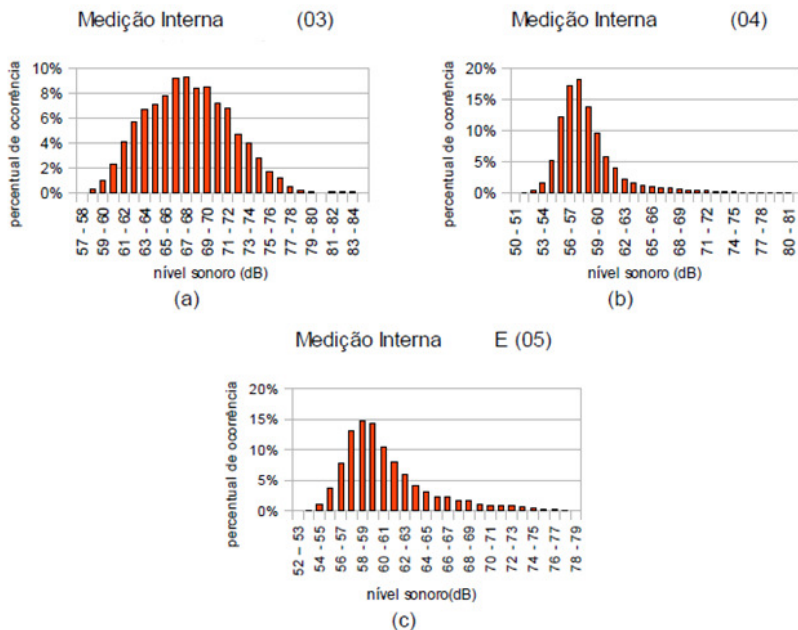 Medição Interna (03)
percentual de ocorrência
10%
8%
6%
4%
2%
0%
57 - 58
59 - 60
61 - 62
63 - 64
65 - 66
67 - 68
69 - 70
71 - 72
73 - 74
75 - 76
77 - 78
79 - 80
81 - 82
83 - 84
nível sonoro (dB)
(a)
Medição Interna (04)
percentual de ocorrência
20%
15%
10%
5%
0%
50 - 51
53 - 54
56 - 57
59 - 60
62 - 63
65 - 66
68 - 69
71 - 72
74 - 75
77 - 78
80 - 81
nível sonoro (dB)
(b)
Medição Interna E (05)
percentual de ocorrência
20%
15%
10%
5%
0%
52 – 53
54 - 55
56 - 57
58 - 59
60 - 61
62 - 63
64 - 65
66 - 67
68 - 69
70 - 71
72 - 73
74 - 75
76 - 77
78 - 79
nível sonoro(dB)
(c)